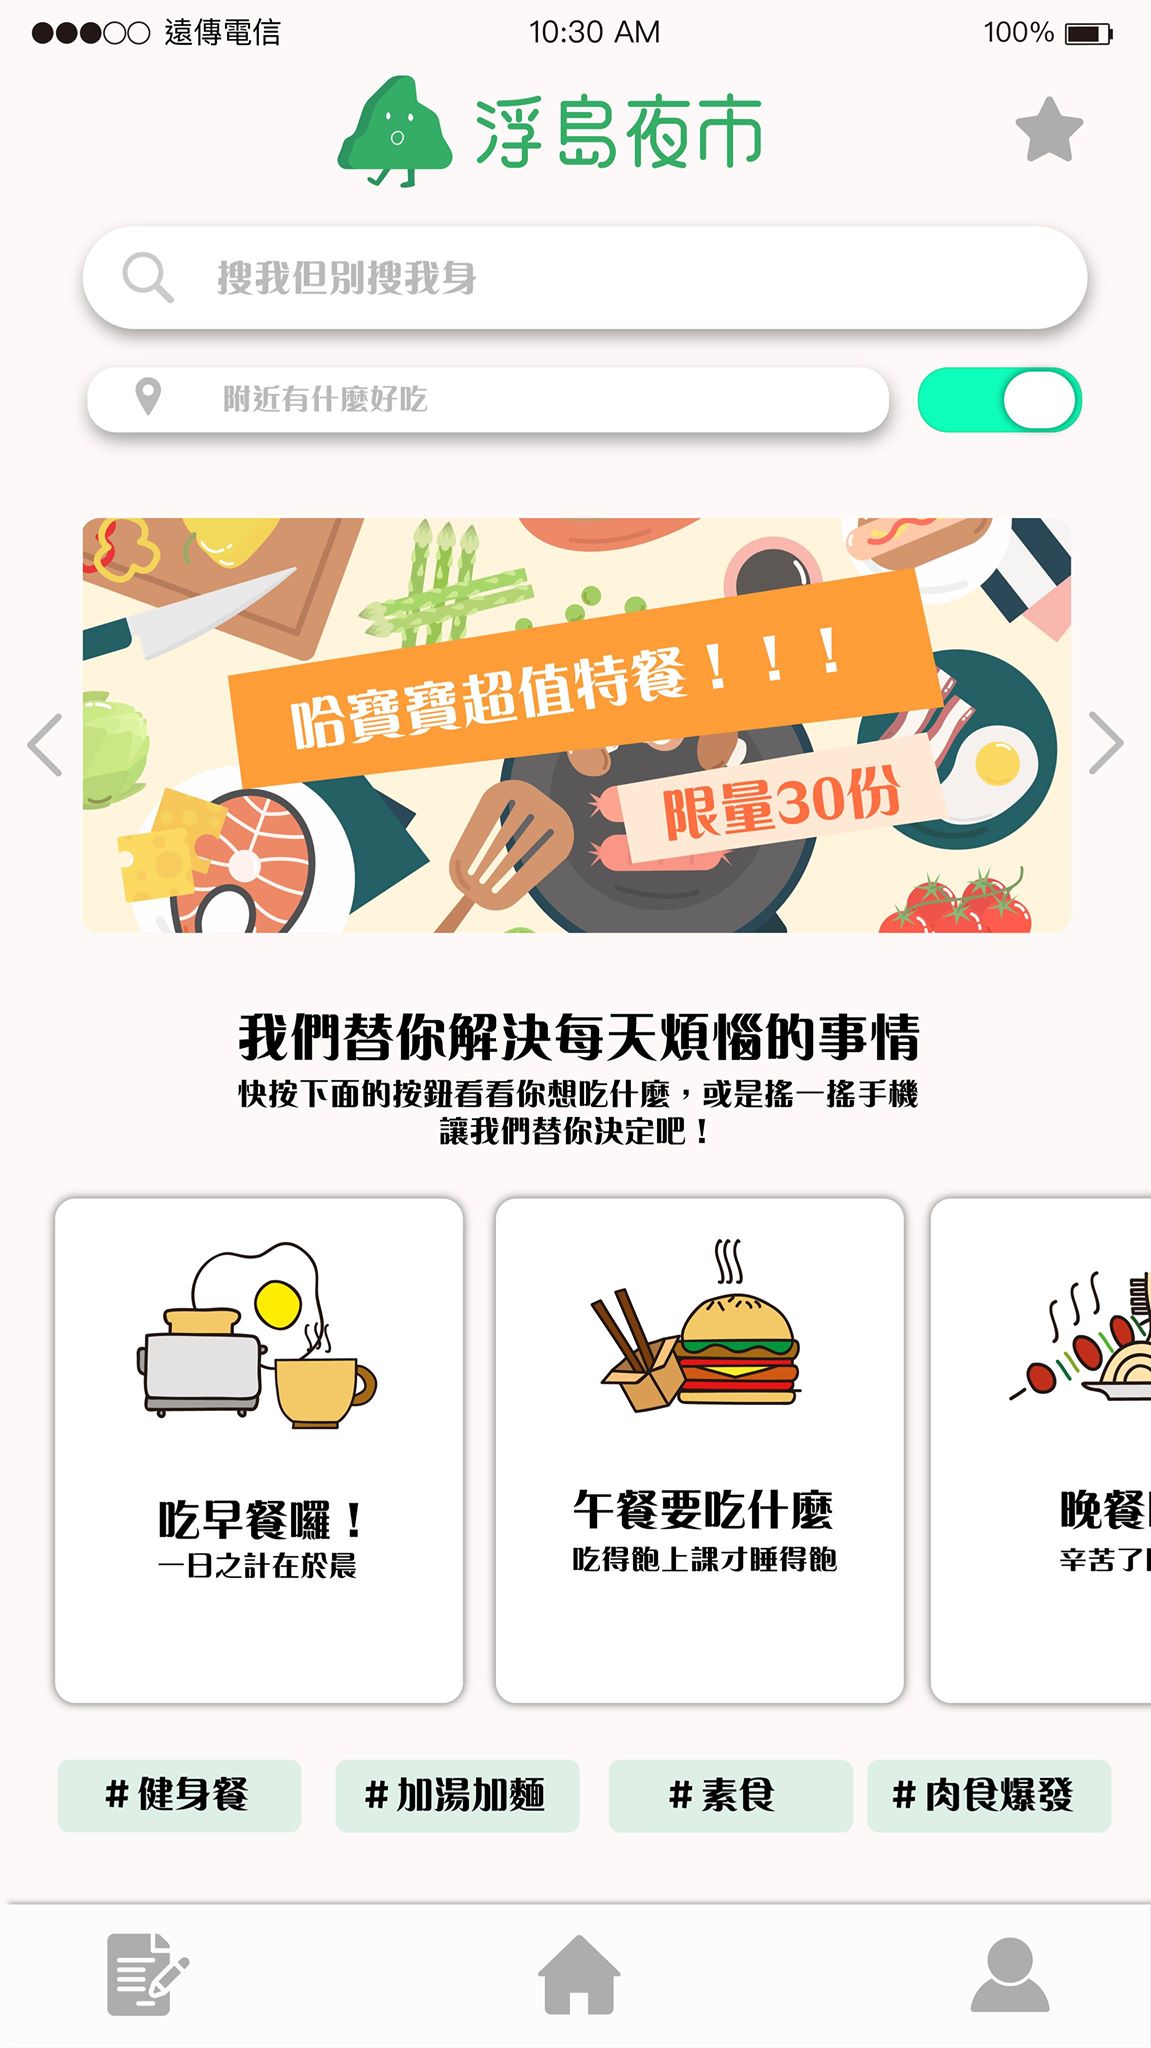 遠傳電信
10:30 AM
100%
浮島夜市
搜我但別搜我身
附近有什麼好吃
哈寶寶超值特餐！！！
限量30份
我們替你解決每天煩惱的事情
快按下面的按鈕看看你想吃什麼，或是搖一搖手機
讓我們替你決定吧！
吃早餐囉！
一日之計在於晨
午餐要吃什麼
吃得飽上課才睡得飽
晚餐
辛苦了
#健身餐
#加湯加麵
#素食
#肉食爆發